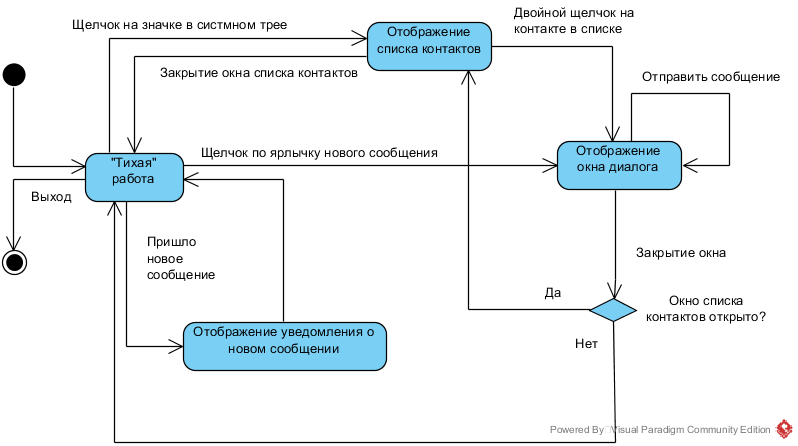 Щелчок на значке в систмном трее
Отображение
списка контактов
Двойной щелчок на
контакте в списке
Закрытие окна списка контактов
Отправить сообщение
"Тихая"
работа
Щелчок по ярлычку нового сообщения
Отображение
окна диалога
Выход
Пришло
новое
сообщение
Закрытие окна
Да
Окно списка
контактов открыто?
Отображение уведомления о
новом сообщении
Нет
Powered By Visual Paradigm Community Edition